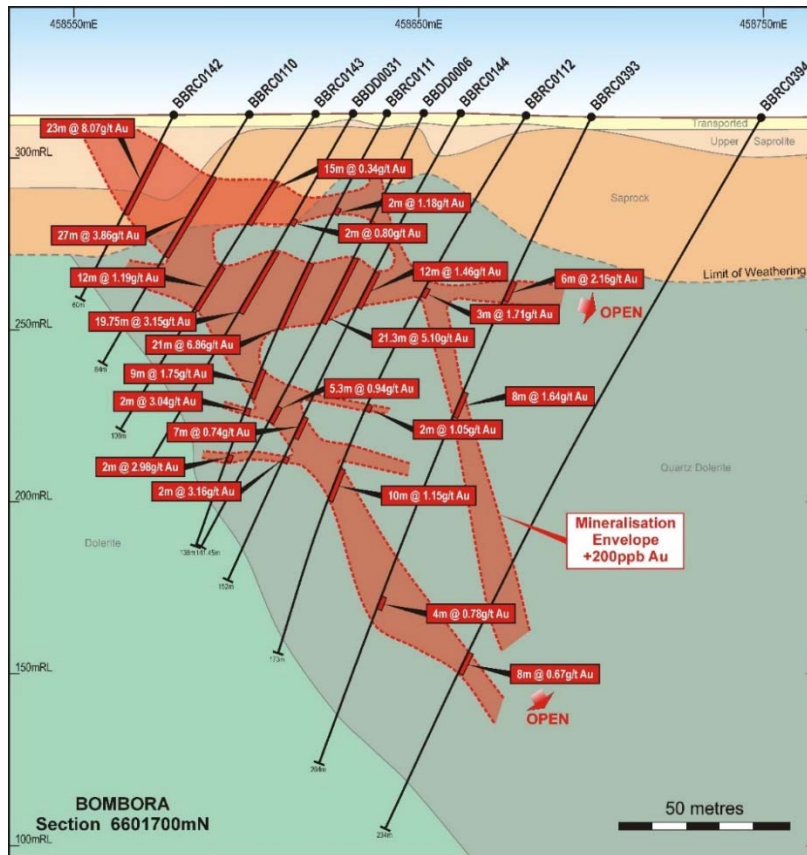 458550mE
458650mE
458750mE
BBRC0142
BBRC0110
BBRC0143
BBDD0031
BBRC0111
BBDD0006
BBRC0144
BBRC0112
BBRC0393
BBRC0394
23m @ 8.07g/t Au
Transported
Upper Saprolite
300mRL
15m @ 0.34g/t Au
2m @ 1.18g/t Au
Saprock
27m @ 3.86g/t Au
2m @ 0.80g/t Au
12m @ 1.19g/t Au
12m @ 1.46g/t Au
6m @ 2.16g/t Au
Limit of Weathering
60m
19.75m @ 3.15g/t Au
3m @ 1.71g/t Au
OPEN
250mRL
21m @ 6.86g/t Au
21.3m @ 5.10g/t Au
84m
9m @ 1.75g/t Au
5.3m @ 0.94g/t Au
8m @ 1.64g/t Au
2m @ 3.04g/t Au
7m @ 0.74g/t Au
2m @ 1.05g/t Au
2m @ 2.98g/t Au
Quartz Dolerite
2m @ 3.16g/t Au
10m @ 1.15g/t Au
200mRL
Mineralisation
Envelope
+200ppb Au
Dolerite
152m
4m @ 0.78g/t Au
173m
8m @ 0.67g/t Au
150mRL
OPEN
234m
BOMBORA
Section 6601700mN
50 metres
100mRL